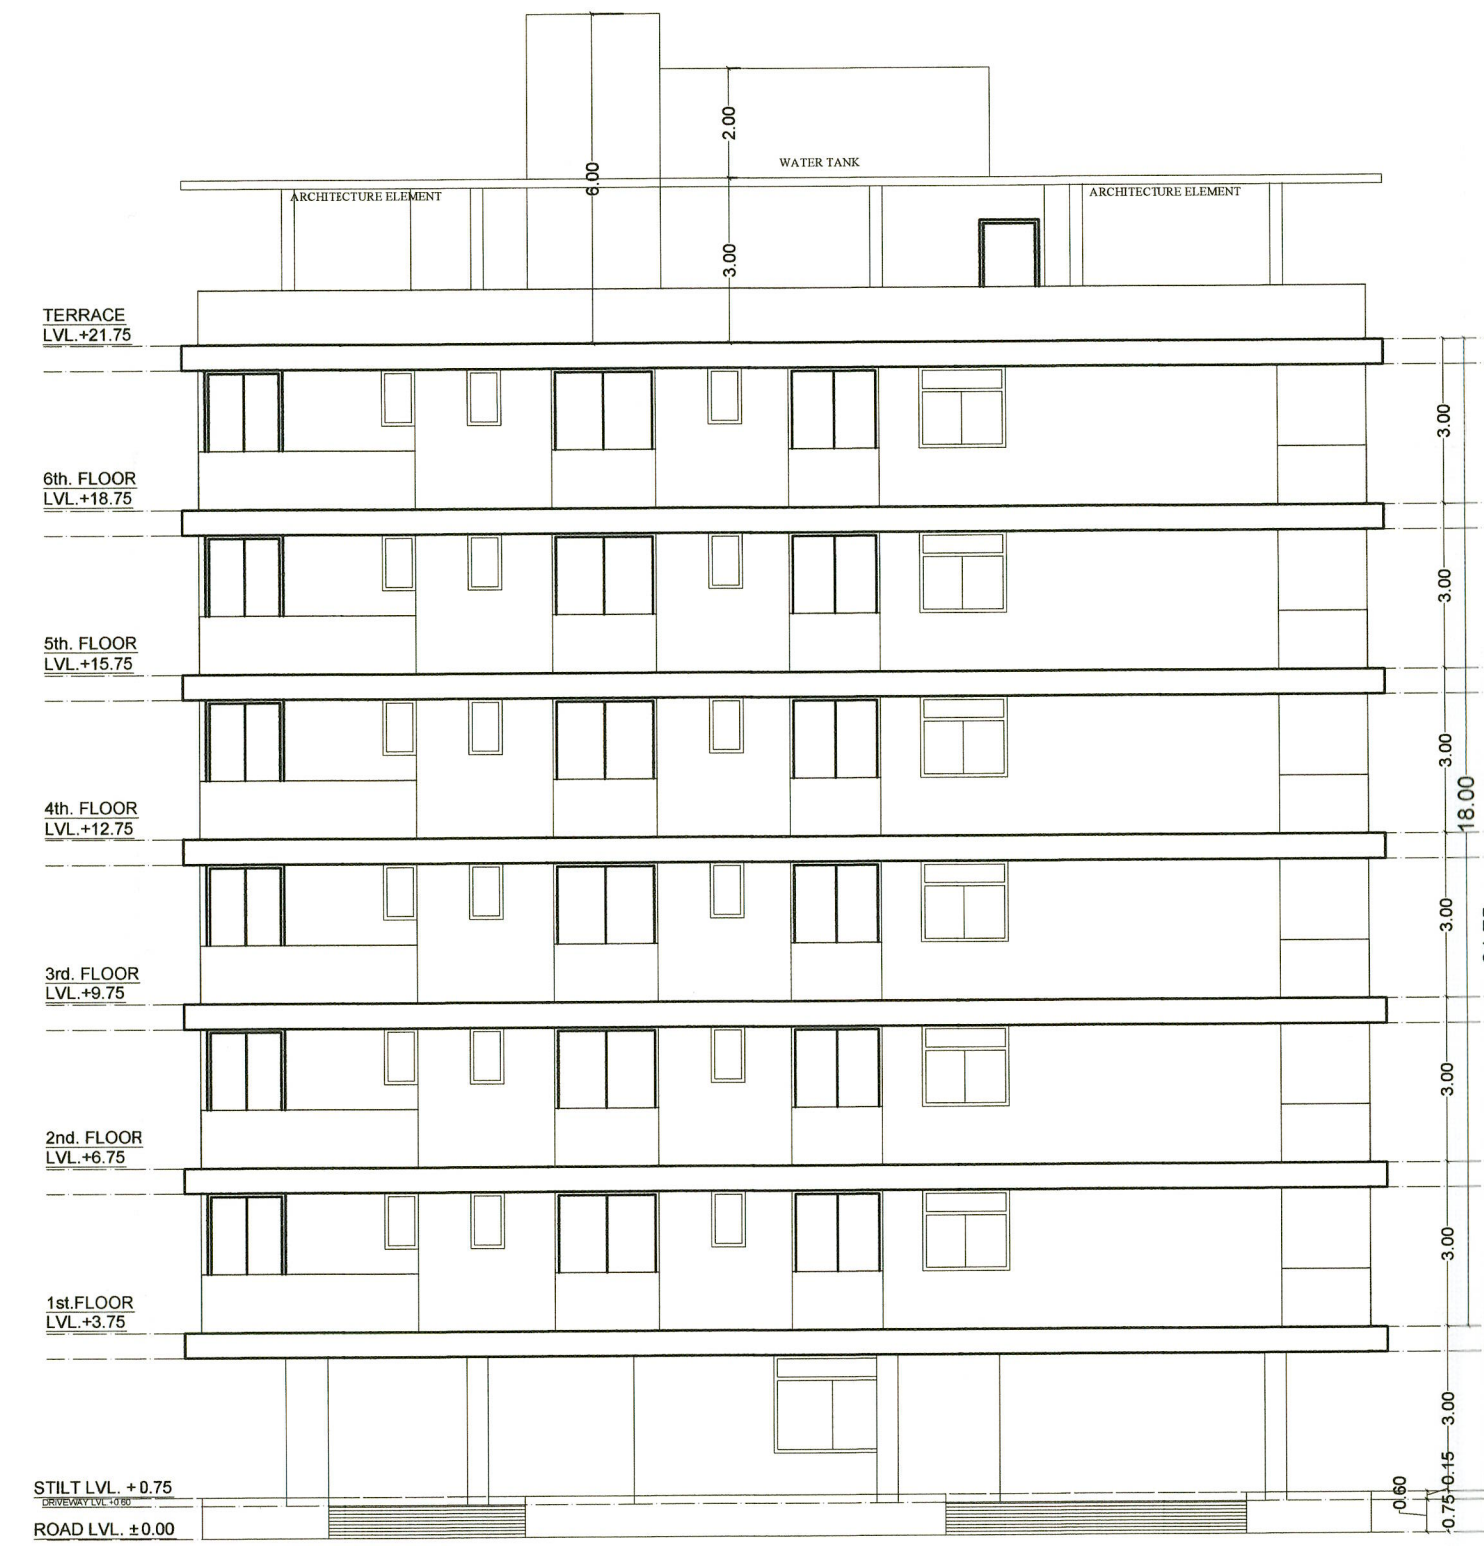 2.00
WATER TANK
6.00
ARCHITECTURE ELEMENT
ARCHITECTURE ELEMENT
3.00
TERRACE
LVL.+21.75
3.00
6th. FLOOR
LVL.+18.75
3.00
5th. FLOOR
LVL.+15.75
3.00
18.00
4th. FLOOR
LVL.+12.75
3.00
3rd. FLOOR
LVL.+9.75
3.00
2nd. FLOOR
LVL.+6.75
3.00
1st.FLOOR
LVL.+3.75
3.00
STILT LVL. + 0.75
0.15
0.60
DRIVEWAY LVL.+0.60
0.75
ROAD LVL. ±0.00